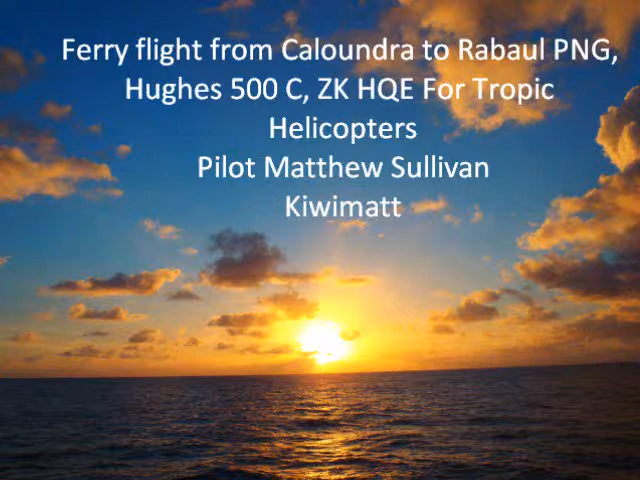 Ferry flight from Caloundra to Rabaul PNG,
Hughes 500 C, ZK HQE For Tropic
Helicopters
Pilot Matthew Sullivan
Kiwimatt